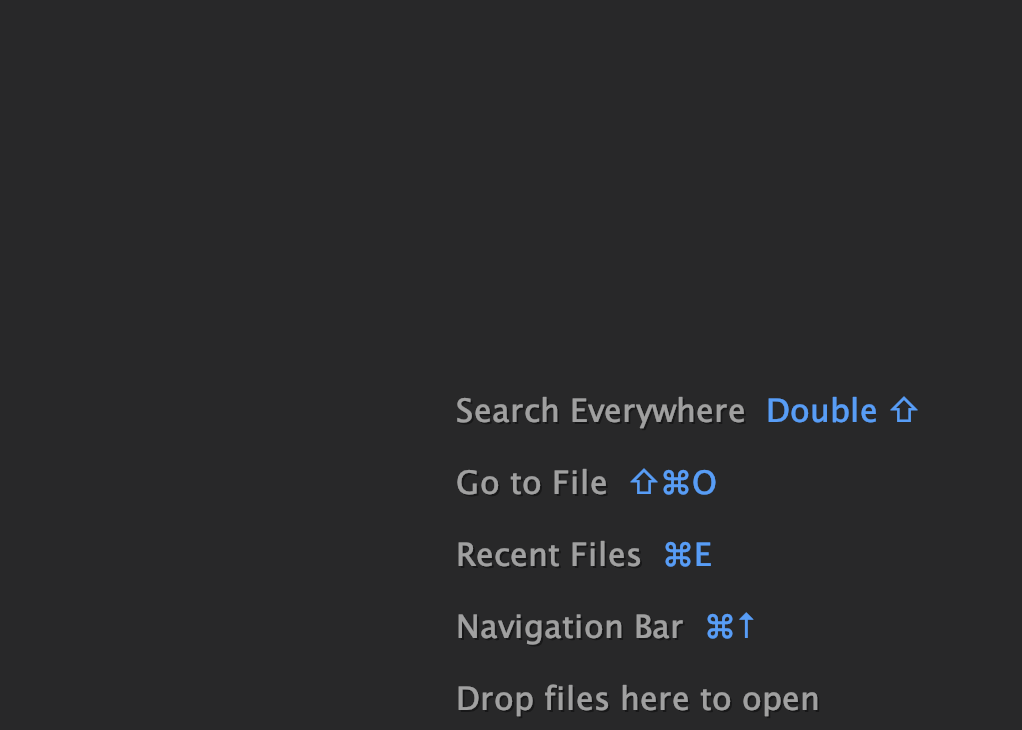 Search Everywhere Double ⇧
Go to File ⇧⌘O
Recent Files ⌘E
Navigation Bar ⌘↑
Drop files here to open